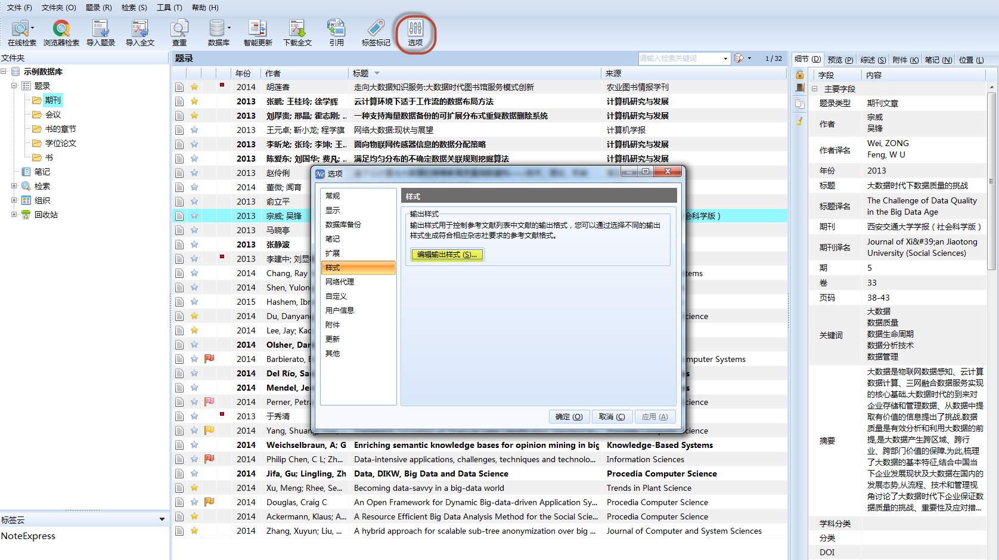 文件 (F) 文件夹 (O) 题录 (R) 检索 (S) 工具 (T) 帮助 (H)
在线检索 浏览器检索 导入题录 导入全文 查重 数据库 智能更新 下载全文 引用 标签标记 选项
文件夹
示例数据库
题录
期刊
会议
书的章节
学位论文
书
笔记
检索
组织
回收站
标签云
NoteExpress
题录 请输入检索关键词 1 / 32
年份 作者 标题 来源
2014 胡莲香 走向大数据知识服务:大数据时代图书馆服务模式创新 农业图书情报学刊
2013 张鹏; 王桂玲; 徐学辉 云计算环境下适于工作流的数据布局方法 计算机研究与发展
2013 刘厚贵; 邢晶; 霍志刚; .. 一种支持海量数据备份的可扩展分布式重复数据删除系统 计算机研究与发展
2013 王元卓; 靳小龙; 程学旗 网络大数据:现状与展望 计算机学报
2013 李昕龙; 张玲; 李坤; 王.. 面向物联网传感器信息的数据分配策略 计算机研究与发展
2013 陈爱东; 刘国华; 费凡; .. 满足均匀分布的不确定数据关联规则挖掘算法 计算机研究与发展
2013 赵伶俐
2014 董微; 闻育
2013 俞立平
2013 宗威; 吴锋 会科学版 )
2013 马晓亭
2013 张静波
2013 李建中; 刘显
2014 Chang, Ray tems
2014 Shen, Yulon
2015 Hashem, Ibr
2014 Du, Danyan cience
2014 Lee, Jay; Kao
2014 Olsher, Dan
2014 Barbierato, E mputer Systems
2014 Del Río, Sa s
2014 Mendel, Je s
2014 Perner, Petra cience
2013 于秀清
2014 Yang, Shuang cience
2014 Weichselbraun, A; G Enriching semantic knowledge bases for opinion mining in big Knowledge-Based Systems
2014 Philip Chen, C L; Zh... Data-intensive applications, challenges, techniques and technolo... Information Sciences
2014 Jifa, Gu; Lingling, Zh Data, DIKW, Big Data and Data Science Procedia Computer Science
2014 Xu, Meng; Rhee, Se... Becoming data-savvy in a big-data world Trends in Plant Science
2014 Douglas, Craig C An Open Framework for Dynamic Big-data-driven Application Sy... Procedia Computer Science
2014 Ackermann, Klaus; A... A Resource Efficient Big Data Analysis Method for the Social Scie... Procedia Computer Science
2014 Zhang, Xuyun; Liu, ... A hybrid approach for scalable sub-tree anonymization over big ... Journal of Computer and System Sciences
选项
常规
显示
数据库备份
笔记
扩展
样式
网络代理
自定义
用户信息
附件
更新
其他
样式
输出样式
输出样式用于控制参考文献列表中文献的输出格式，您可以通过选择不同的输出
样式生成符合相应杂志社要求的参考文献格式。
编辑输出样式 (S)...
确定 (O) 取消 (C) 应用 (A)
细节 (D) 预览 (P) 综述 (S) 附件 (K) 笔记 (N) 位置 (L)
字段 内容
主要字段
题录类型 期刊文章
作者 宗威
吴锋
作者译名 Wei, ZONG
Feng, W U
年份 2013
标题 大数据时代下数据质量的挑战
标题译名 The Challenge of Data Quality
in the Big Data Age
期刊 西安交通大学学报 ( 社会科学版 )
期刊译名 Journal of Xi&#39;an Jiaotong
University (Social Sciences)
期 5
卷 33
页码 38-43
关键词 大数据
数据质量
数据生命周期
数据分析技术
数据管理
摘要 大数据是物联网数据感知、云计算
数据计算、三网融合数据服务实现
的核心基础.大数据时代的到来对
企业存储和管理数据、从数据中提
取有价值的信息提出了挑战.数据
质量是有效分析和利用大数据的前
提,是大数据产生跨区域、跨行
业、跨部门价值的保障.为此,梳理
了大数据的基本特征,结合中国当
下企业发展现状及大数据在国内的
发展态势,从流程、技术和管理视
角讨论了大数据时代下企业保证数
据质量的挑战、重要性及应对措...
学科分类
分类
DOI